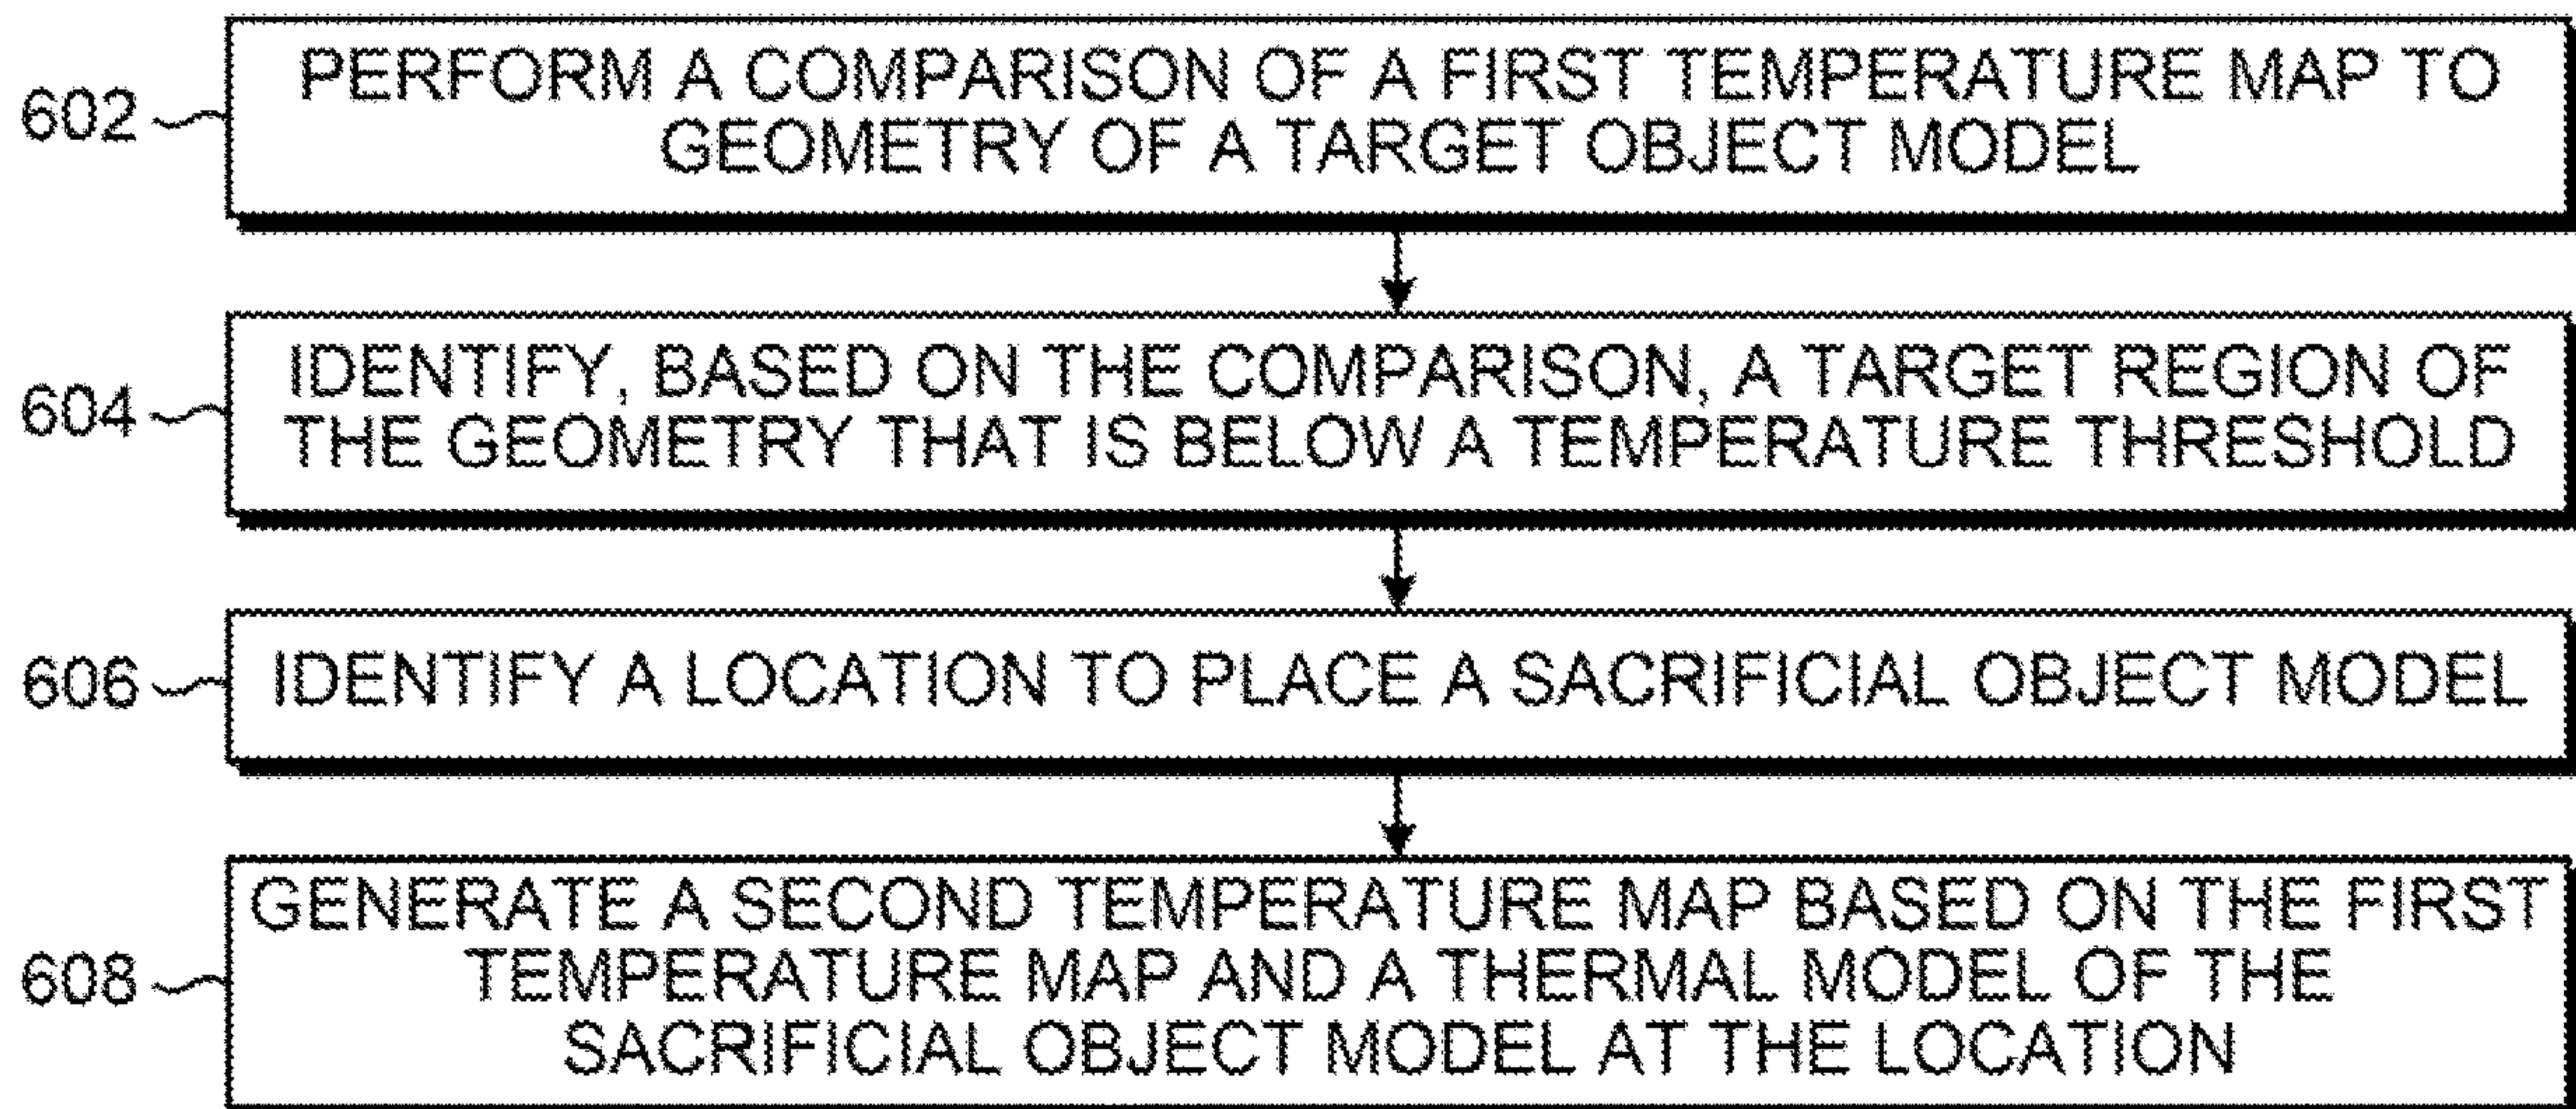 602
PERFORM A COMPARISON OF A FIRST TEMPERATURE MAP TO
GEOMETRY OF A TARGET OBJECT MODEL
604
IDENTIFY, BASED ON THE COMPARISON, A TARGET REGION OF
THE GEOMETRY THAT IS BELOW A TEMPERATURE THRESHOLD
606
IDENTIFY A LOCATION TO PLACE A SACRIFICIAL OBJECT MODEL
608
GENERATE A SECOND TEMPERATURE MAP BASED ON THE FIRST
TEMPERATURE MAP AND A THERMAL MODEL OF THE
SACRIFICIAL OBJECT MODEL AT THE LOCATION